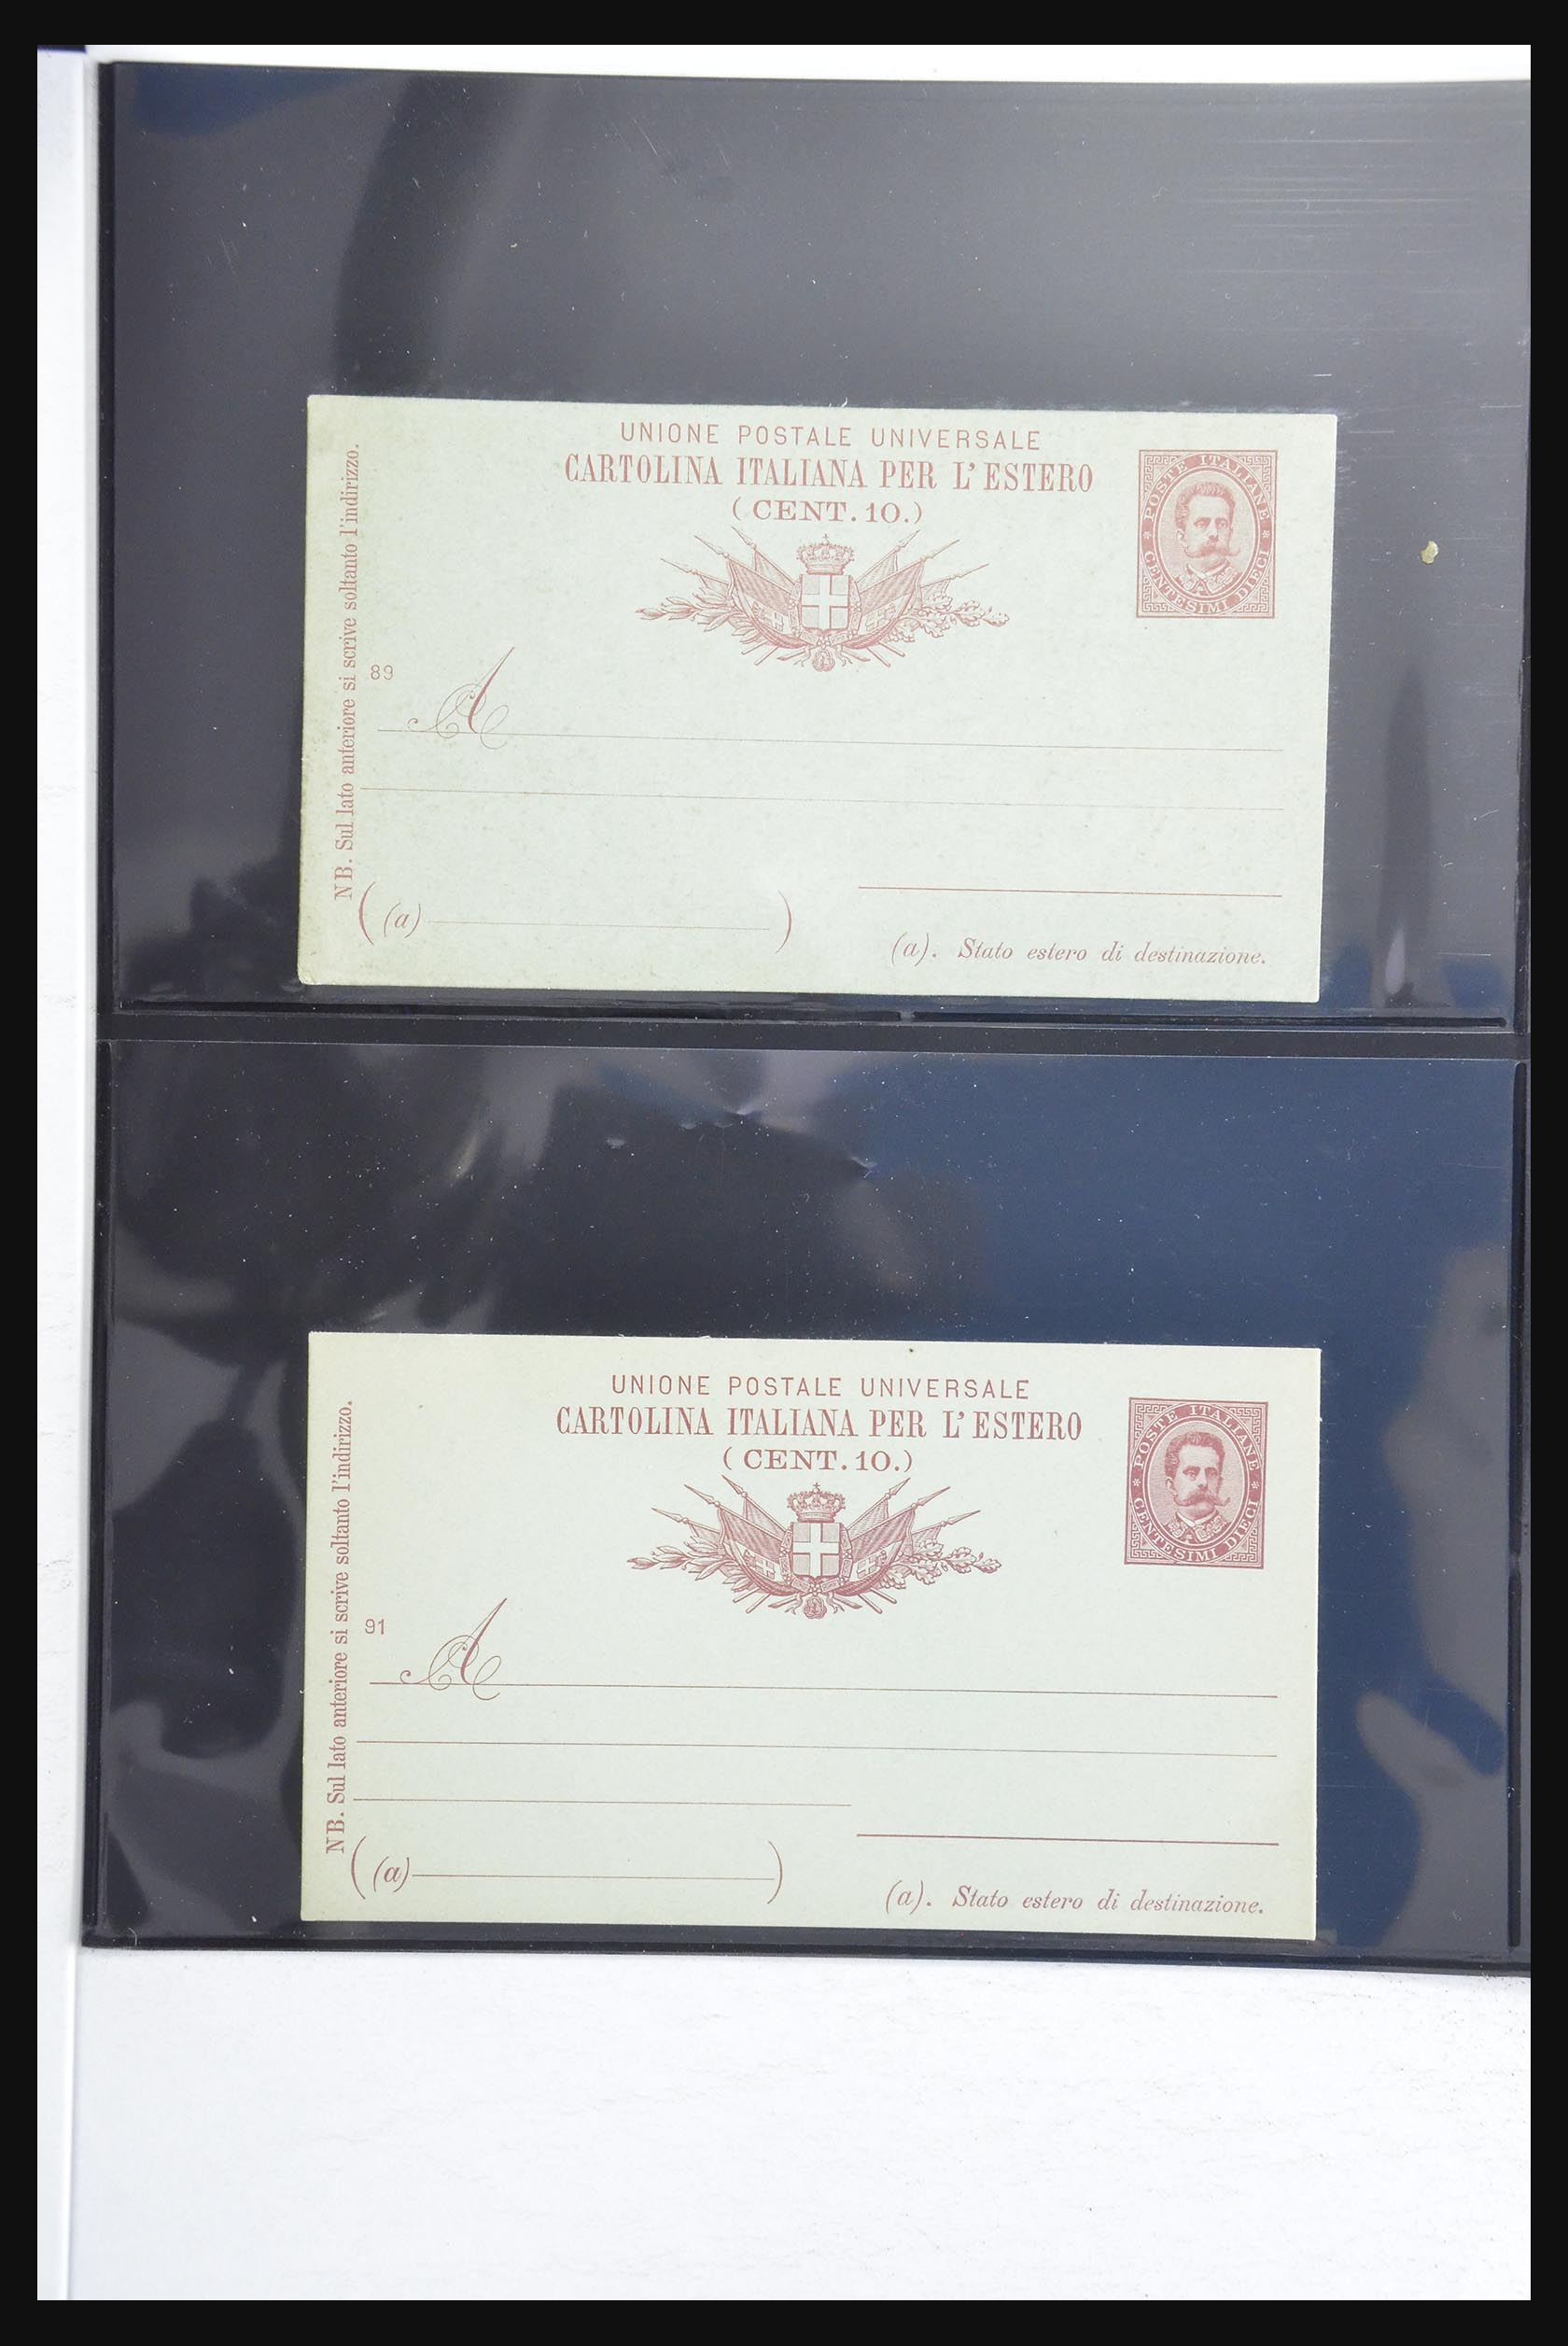 UNIONE POSTALE UNIVERSALE
CARTOLINA ITALIANA PER L'ESTERO
(CENT. 10.)
* POSTE ITALIANE *
CENTESIMI DIECI
NB. Sul lato anteriore si scrive soltanto l'indirizzo.
89
A
(a)
(a). Stato estero di destinazione.
UNIONE POSTALE UNIVERSALE
CARTOLINA ITALIANA PER L'ESTERO
(CENT. 10.)
* POSTE ITALIANE *
CENTESIMI DIECI
NB. Sul lato anteriore si scrive soltanto l'indirizzo.
91
A
(a)
(a). Stato estero di destinazione.